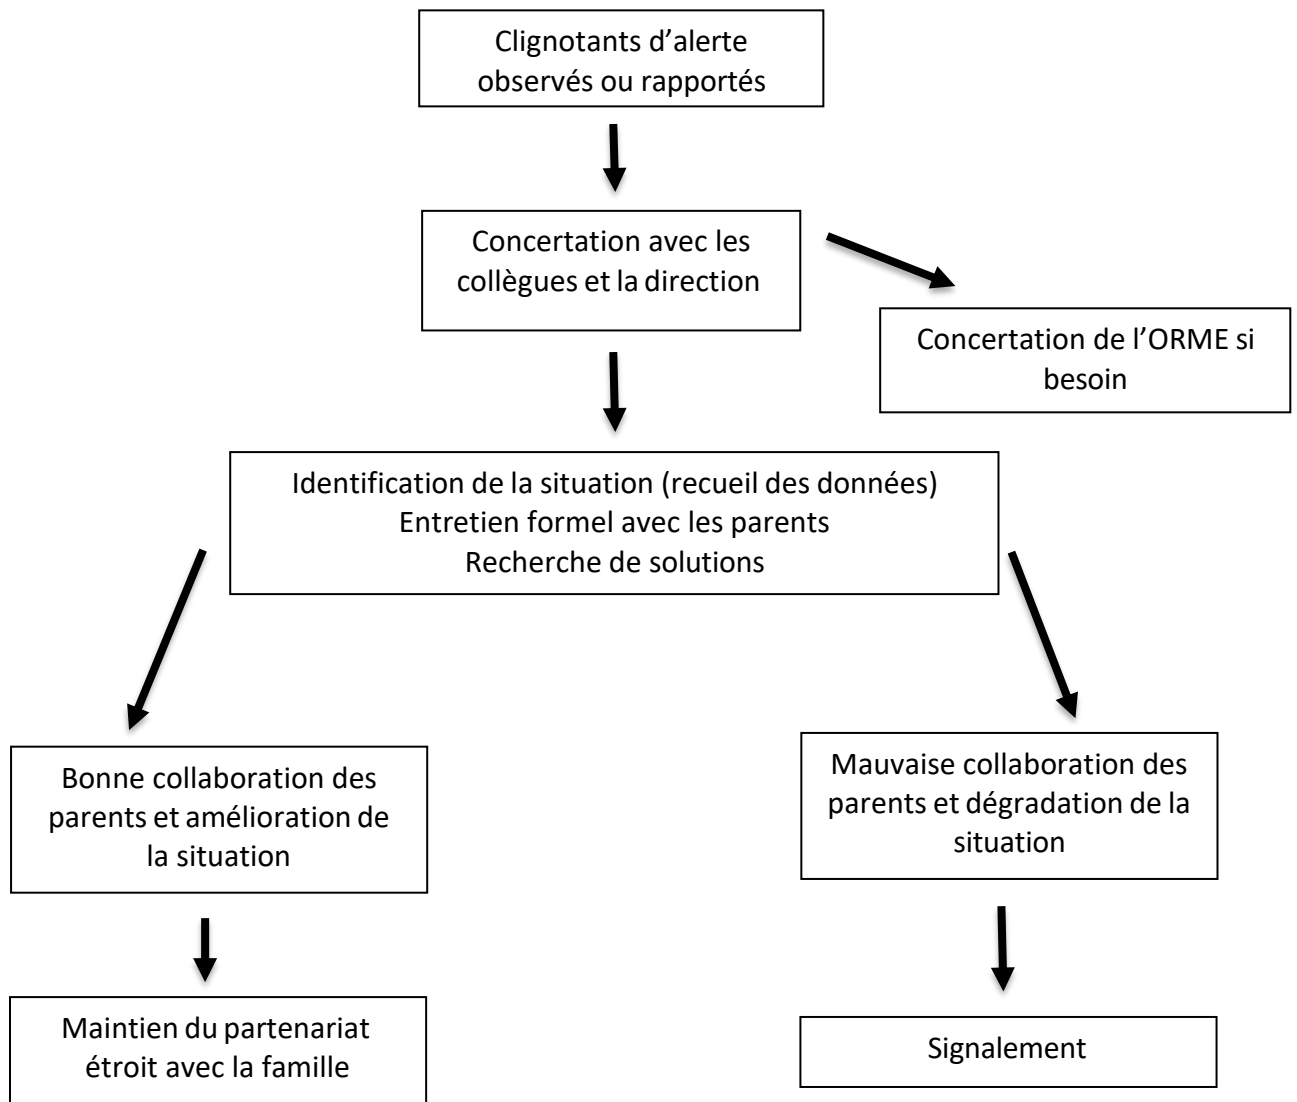 Clignotants d’alerte
observés ou rapportés
Concertation avec les
collègues et la direction
Concertation de l’ORME si
besoin
Identification de la situation (recueil des données)
Entretien formel avec les parents
Recherche de solutions
Bonne collaboration des
parents et amélioration de
la situation
Mauvaise collaboration des
parents et dégradation de la
situation
Maintien du partenariat
étroit avec la famille
Signalement